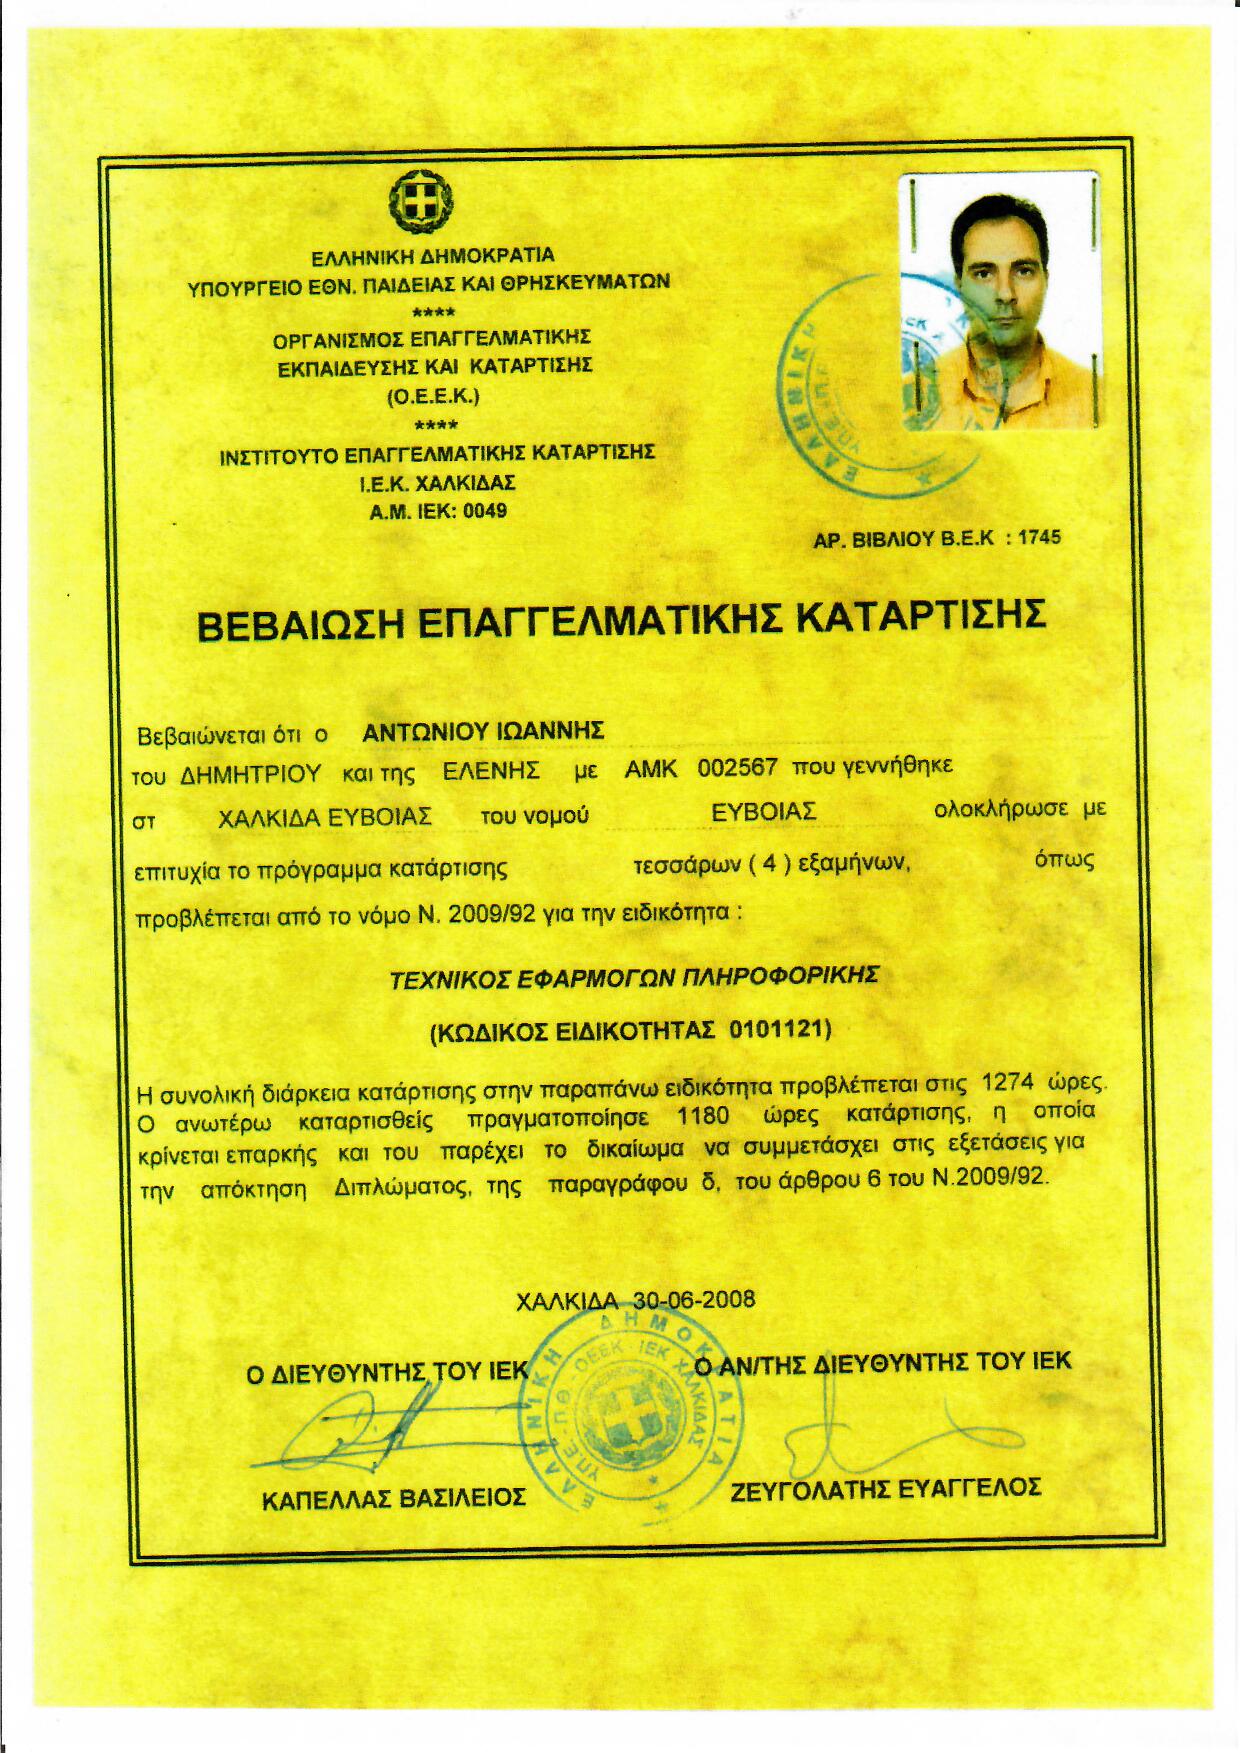 ΕΛΛΗΝΙΚΗ ΔΗΜΟΚΡΑΤΙΑ
ΥΠΟΥΡΓΕΙΟ ΕΘΝ. ΠΑΙΔΕΙΑΣ ΚΑΙ ΘΡΗΣΚΕΥΜΑΤΩΝ
****
ΟΡΓΑΝΙΣΜΟΣ ΕΠΑΓΓΕΛΜΑΤΙΚΗΣ
ΕΚΠΑΙΔΕΥΣΗΣ ΚΑΙ ΚΑΤΑΡΤΙΣΗΣ
(Ο.Ε.Ε.Κ.)
****
ΙΝΣΤΙΤΟΥΤΟ ΕΠΑΓΓΕΛΜΑΤΙΚΗΣ ΚΑΤΑΡΤΙΣΗΣ
Ι.Ε.Κ. ΧΑΛΚΙΔΑΣ
Α.Μ. ΙΕΚ: 0049
ΕΛΛΗΝΙΚΗ
ΑΡ. ΒΙΒΛΙΟΥ Β.Ε.Κ : 1745
ΒΕΒΑΙΩΣΗ ΕΠΑΓΓΕΛΜΑΤΙΚΗΣ ΚΑΤΑΡΤΙΣΗΣ
Βεβαιώνεται ότι ο ΑΝΤΩΝΙΟΥ ΙΩΑΝΝΗΣ
του ΔΗΜΗΤΡΙΟΥ και της ΕΛΕΝΗΣ με ΑΜΚ 002567 που γεννήθηκε
στ ΧΑΛΚΙΔΑ ΕΥΒΟΙΑΣ του νομού ΕΥΒΟΙΑΣ ολοκλήρωσε με
επιτυχία το πρόγραμμα κατάρτισης τεσσάρων ( 4 ) εξαμήνων, όπως
προβλέπεται από το νόμο Ν. 2009/92 για την ειδικότητα :
ΤΕΧΝΙΚΟΣ ΕΦΑΡΜΟΓΩΝ ΠΛΗΡΟΦΟΡΙΚΗΣ
(ΚΩΔΙΚΟΣ ΕΙΔΙΚΟΤΗΤΑΣ 0101121)
Η συνολική διάρκεια κατάρτισης στην παραπάνω ειδικότητα προβλέπεται στις 1274 ώρες.
Ο ανωτέρω καταρτισθείς πραγματοποίησε 1180 ώρες κατάρτισης, η οποία
κρίνεται επαρκής και του παρέχει το δικαίωμα να συμμετάσχει στις εξετάσεις για
την απόκτηση Διπλώματος, της παραγράφου δ, του άρθρου 6 του Ν.2009/92.
ΧΑΛΚΙΔΑ 30-06-2008
Ο ΔΙΕΥΘΥΝΤΗΣ ΤΟΥ ΙΕΚ Ο ΑΝ/ΤΗΣ ΔΙΕΥΘΥΝΤΗΣ ΤΟΥ ΙΕΚ
ΕΛΛΗΝΙΚΗ ΔΗΜΟΚΡΑΤΙΑ
ΥΠΕ-ΠΘ-ΟΕΕΚ-ΙΕΚ ΧΑΛΚΙΔΑΣ
ΚΑΠΕΛΛΑΣ ΒΑΣΙΛΕΙΟΣ ΖΕΥΓΟΛΑΤΗΣ ΕΥΑΓΓΕΛΟΣ